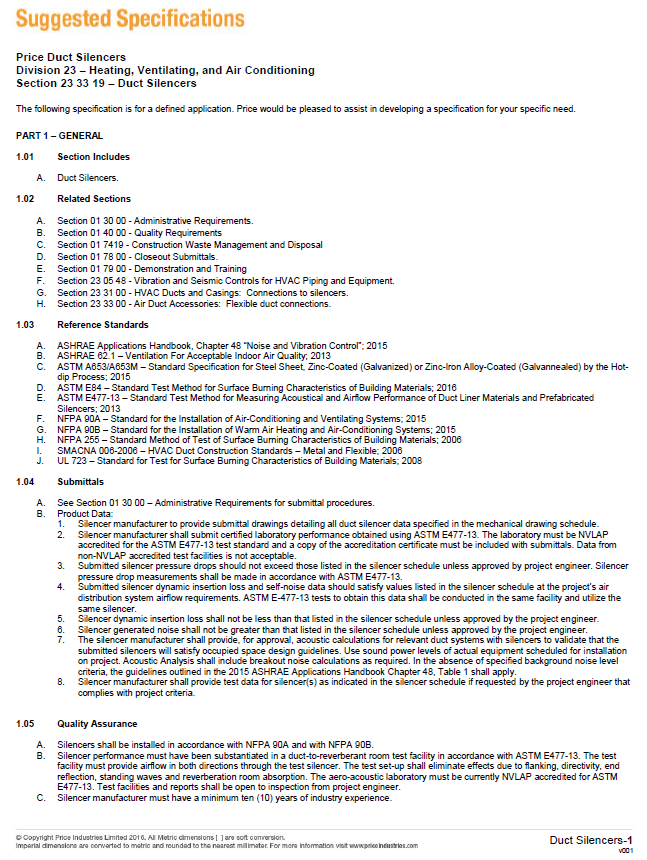 Suggested Specifications
Price Duct Silencers
Division 23 – Heating, Ventilating, and Air Conditioning
Section 23 33 19 – Duct Silencers
The following specification is for a defined application. Price would be pleased to assist in developing a specification for your specific need.
PART 1 – GENERAL
1.01 Section Includes
A. Duct Silencers.
1.02 Related Sections
A. Section 01 30 00 - Administrative Requirements.
B. Section 01 40 00 - Quality Requirements
C. Section 01 7419 - Construction Waste Management and Disposal
D. Section 01 78 00 - Closeout Submittals.
E. Section 01 79 00 - Demonstration and Training
F. Section 23 05 48 - Vibration and Seismic Controls for HVAC Piping and Equipment.
G. Section 23 31 00 - HVAC Ducts and Casings: Connections to silencers.
H. Section 23 33 00 - Air Duct Accessories: Flexible duct connections.
1.03 Reference Standards
A. ASHRAE Applications Handbook, Chapter 48 “Noise and Vibration Control”; 2015
B. ASHRAE 62.1 – Ventilation For Acceptable Indoor Air Quality; 2013
C. ASTM A653/A653M – Standard Specification for Steel Sheet, Zinc-Coated (Galvanized) or Zinc-Iron Alloy-Coated (Galvannealed) by the Hot-
dip Process; 2015
D. ASTM E84 – Standard Test Method for Surface Burning Characteristics of Building Materials; 2016
E. ASTM E477-13 – Standard Test Method for Measuring Acoustical and Airflow Performance of Duct Liner Materials and Prefabricated
Silencers; 2013
F. NFPA 90A – Standard for the Installation of Air-Conditioning and Ventilating Systems; 2015
G. NFPA 90B – Standard for the Installation of Warm Air Heating and Air-Conditioning Systems; 2015
H. NFPA 255 – Standard Method of Test of Surface Burning Characteristics of Building Materials; 2006
I. SMACNA 006-2006 – HVAC Duct Construction Standards – Metal and Flexible; 2006
J. UL 723 – Standard for Test for Surface Burning Characteristics of Building Materials; 2008
1.04 Submittals
A. See Section 01 30 00 – Administrative Requirements for submittal procedures.
B. Product Data:
1. Silencer manufacturer to provide submittal drawings detailing all duct silencer data specified in the mechanical drawing schedule.
2. Silencer manufacturer shall submit certified laboratory performance obtained using ASTM E477-13. The laboratory must be NVLAP
accredited for the ASTM E477-13 test standard and a copy of the accreditation certificate must be included with submittals. Data from
non-NVLAP accredited test facilities is not acceptable.
3. Submitted silencer pressure drops should not exceed those listed in the silencer schedule unless approved by project engineer. Silencer
pressure drop measurements shall be made in accordance with ASTM E477-13.
4. Submitted silencer dynamic insertion loss and self-noise data should satisfy values listed in the silencer schedule at the project's air
distribution system airflow requirements. ASTM E-477-13 tests to obtain this data shall be conducted in the same facility and utilize the
same silencer.
5. Silencer dynamic insertion loss shall not be less than that listed in the silencer schedule unless approved by the project engineer.
6. Silencer generated noise shall not be greater than that listed in the silencer schedule unless approved by the project engineer.
7. The silencer manufacturer shall provide, for approval, acoustic calculations for relevant duct systems with silencers to validate that the
submitted silencers will satisfy occupied space design guidelines. Use sound power levels of actual equipment scheduled for installation
on project. Acoustic Analysis shall include breakout noise calculations as required. In the absence of specified background noise level
criteria, the guidelines outlined in the 2015 ASHRAE Applications Handbook Chapter 48, Table 1 shall apply.
8. Silencer manufacturer shall provide test data for silencer(s) as indicated in the silencer schedule if requested by the project engineer that
complies with project criteria.
1.05 Quality Assurance
A. Silencers shall be installed in accordance with NFPA 90A and with NFPA 90B.
B. Silencer performance must have been substantiated in a duct-to-reverberant room test facility in accordance with ASTM E477-13. The test
facility must provide airflow in both directions through the test silencer. The test set-up shall eliminate effects due to flanking, directivity, end
reflection, standing waves and reverberation room absorption. The aero-acoustic laboratory must be currently NVLAP accredited for ASTM
E477-13. Test facilities and reports shall be open to inspection from project engineer.
C. Silencer manufacturer must have a minimum ten (10) years of industry experience.
© Copyright Price Industries Limited 2016. All Metric dimensions [ ] are soft conversion.
Imperial dimensions are converted to metric and rounded to the nearest millimeter. For more information visit www.priceindustries.com
Duct Silencers-1
v001